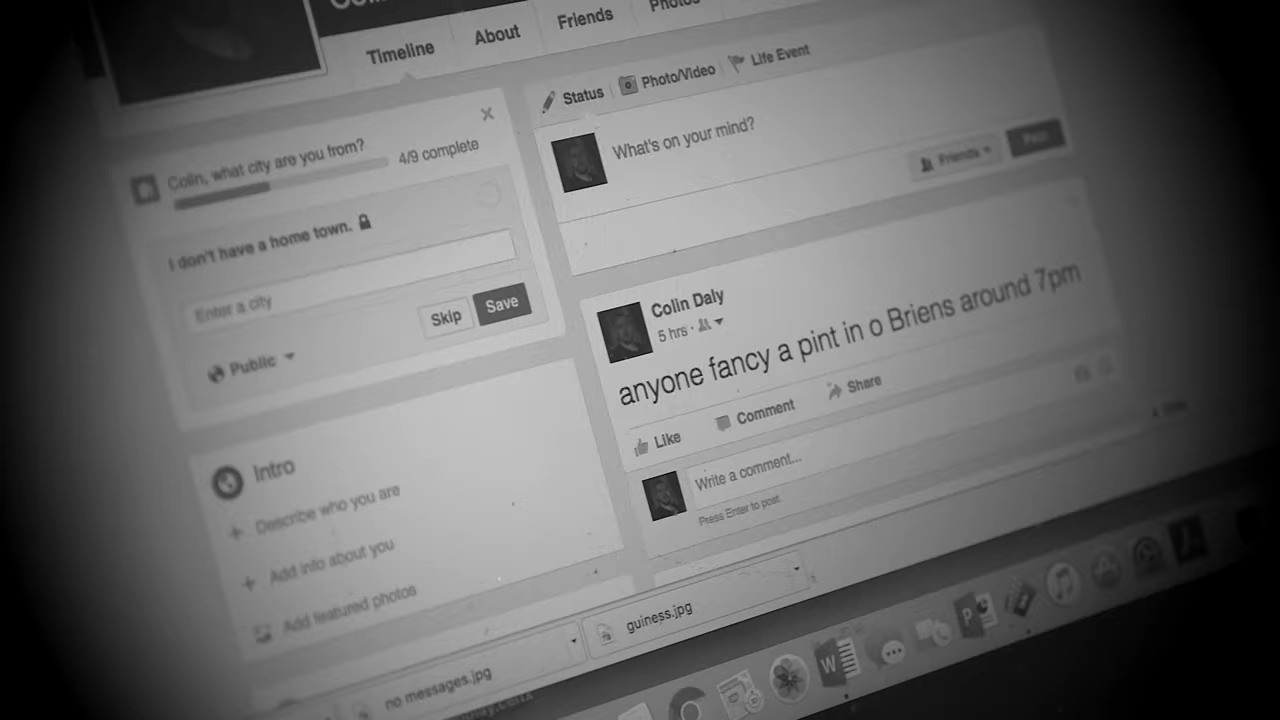 Timeline
About
Friends
Photos
Colin, what city are you from?
4/9 complete
I don't have a home town.
Enter a city
Skip
Save
Public
Intro
Describe who you are
Add info about you
Add featured photos
Status
Photo/Video
Life Event
What's on your mind?
Friends
Post
Colin Daly
5 hrs
anyone fancy a pint in o Briens around 7pm
Like
Comment
Share
Write a comment...
Press Enter to post.
no messages.jpg
guiness.jpg